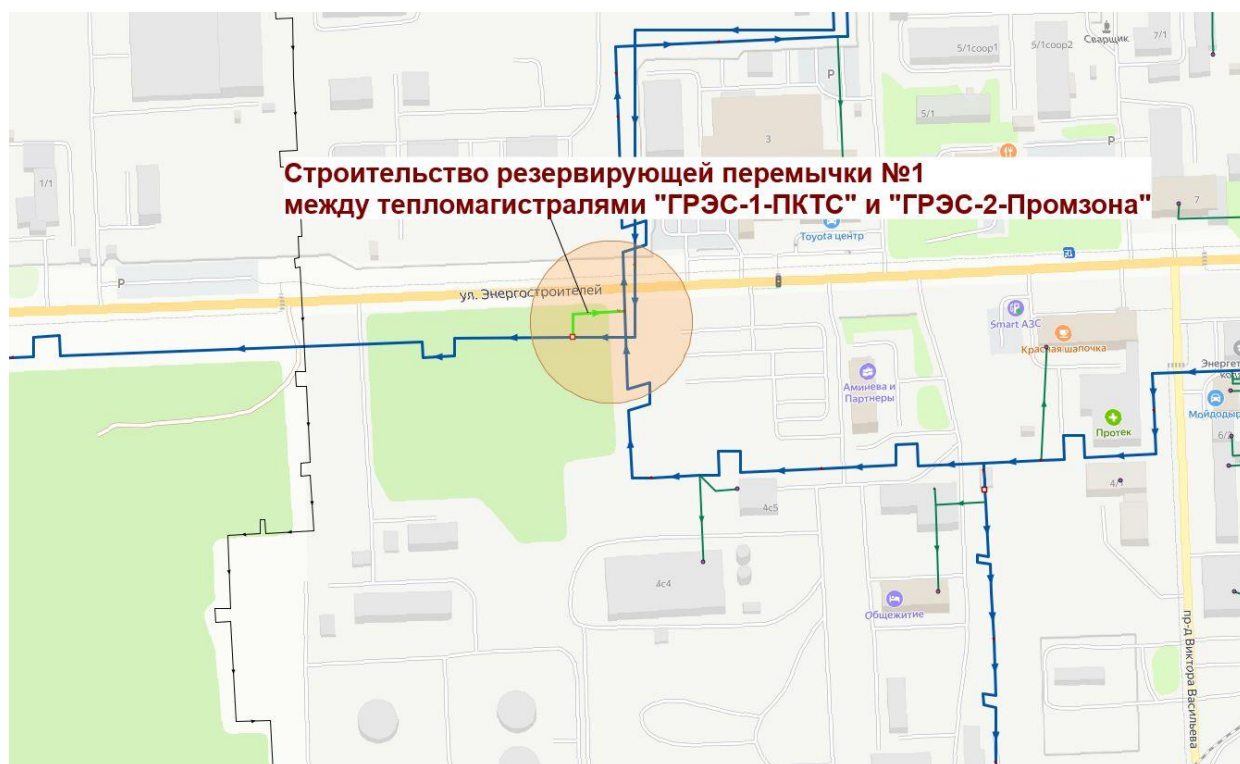 5/1соор1
5/1соор2
Сварщик
7/1
P
1/1
3
5/1
P
Строительство резервирующей перемычки №1
между тепломагистралями "ГРЭС-1-ПКТС" и "ГРЭС-2-Промзона"
7
Toyota центр
P
ул. Энергостроителей
Smart АЗС
Красная шапочка
Аминева и
Партнеры
Мойдодыр
Протек
4/1
4с5
4с4
Общежитие
пр-д Виктора Васильева